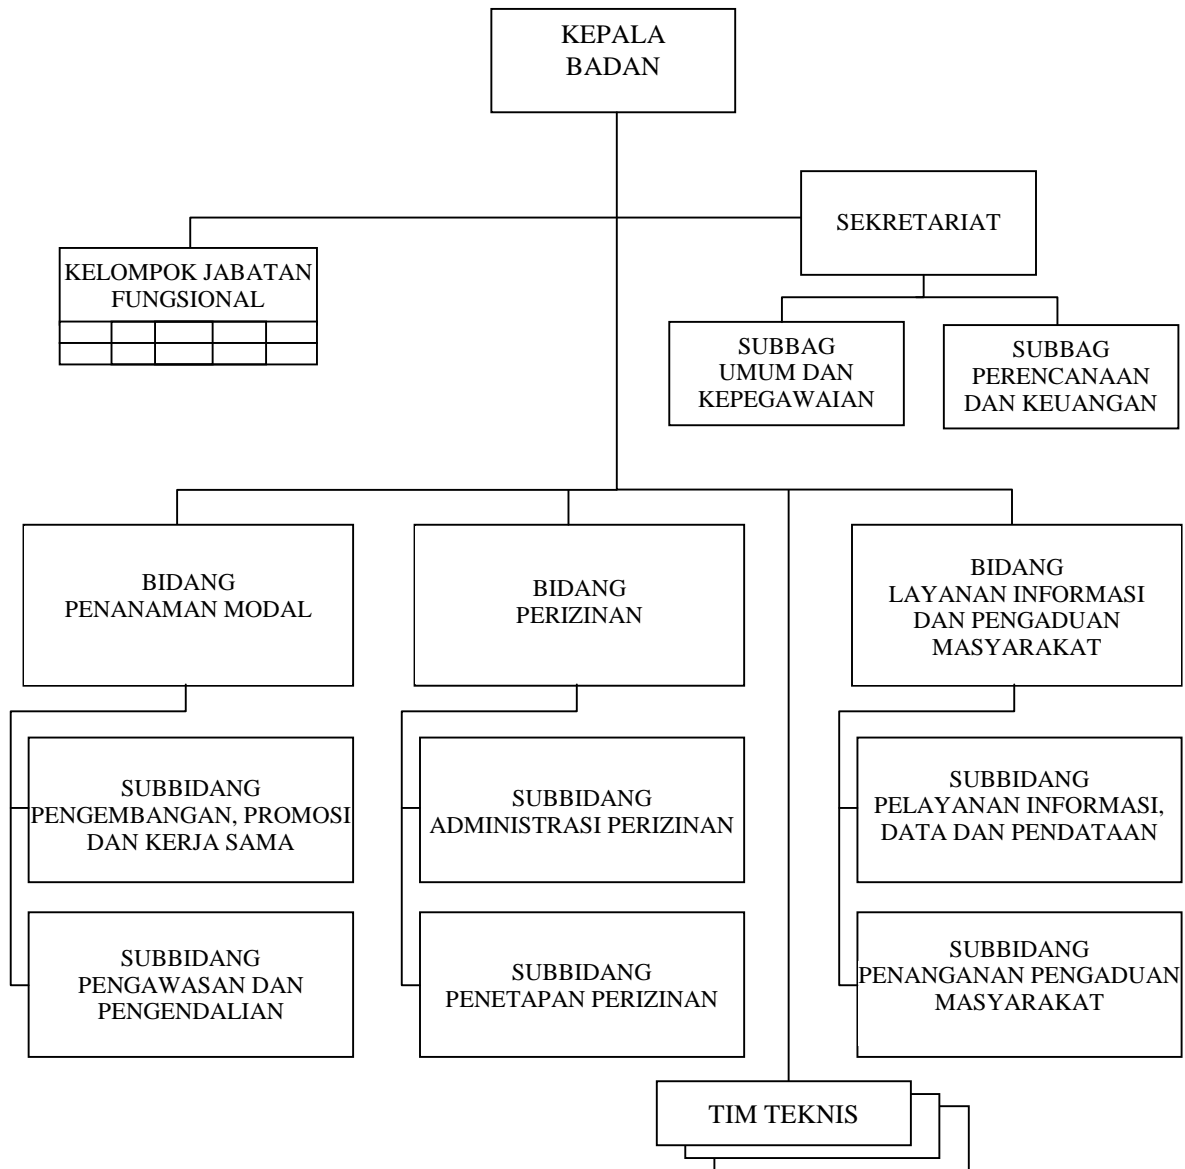 KEPALA
BADAN
SEKRETARIAT
KELOMPOK JABATAN
FUNGSIONAL
SUBBAG
UMUM DAN
KEPEGAWAIAN
SUBBAG
PERENCANAAN
DAN KEUANGAN
BIDANG
PENANAMAN MODAL
BIDANG
PERIZINAN
BIDANG
LAYANAN INFORMASI
DAN PENGADUAN
MASYARAKAT
SUBBIDANG
PENGEMBANGAN, PROMOSI
DAN KERJA SAMA
SUBBIDANG
ADMINISTRASI PERIZINAN
SUBBIDANG
PELAYANAN INFORMASI,
DATA DAN PENDATAAN
SUBBIDANG
PENGAWASAN DAN
PENGENDALIAN
SUBBIDANG
PENETAPAN PERIZINAN
SUBBIDANG
PENANGANAN PENGADUAN
MASYARAKAT
TIM TEKNIS